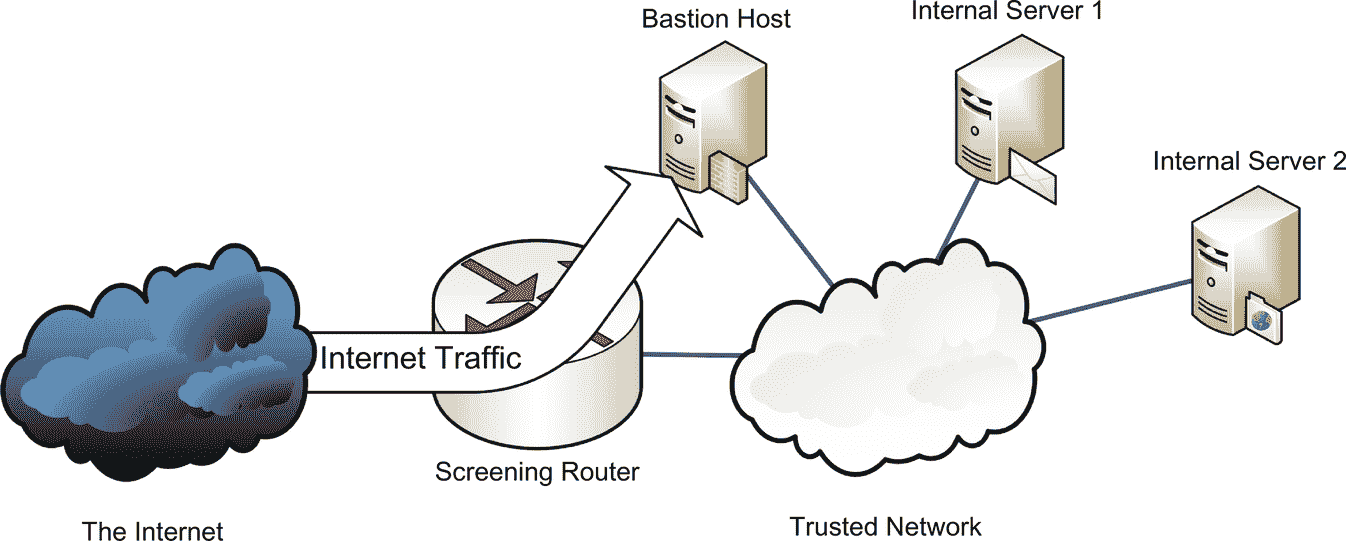 Bastion Host
Internal Server 1
Internal Server 2
Internet Traffic
Screening Router
The Internet
Trusted Network